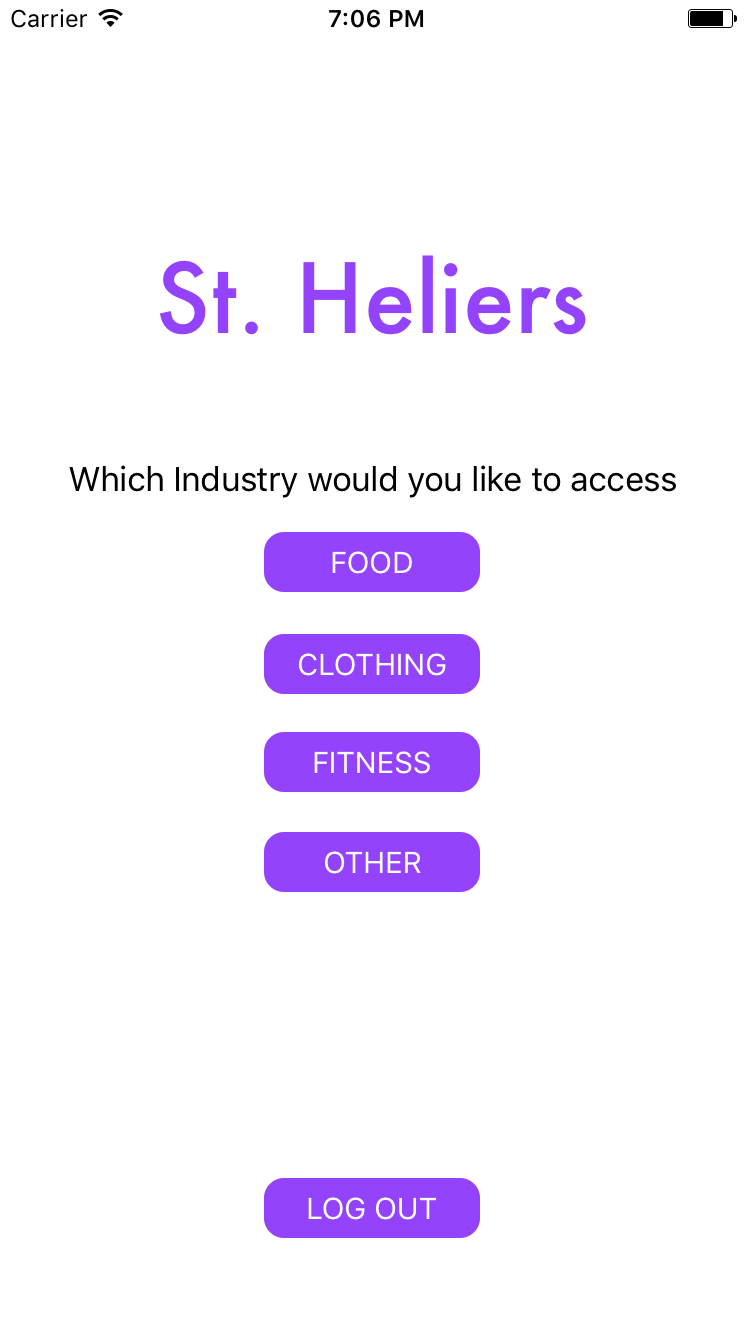 Carrier 7:06 PM
St. Heliers
Which Industry would you like to access
FOOD
CLOTHING
FITNESS
OTHER
LOG OUT